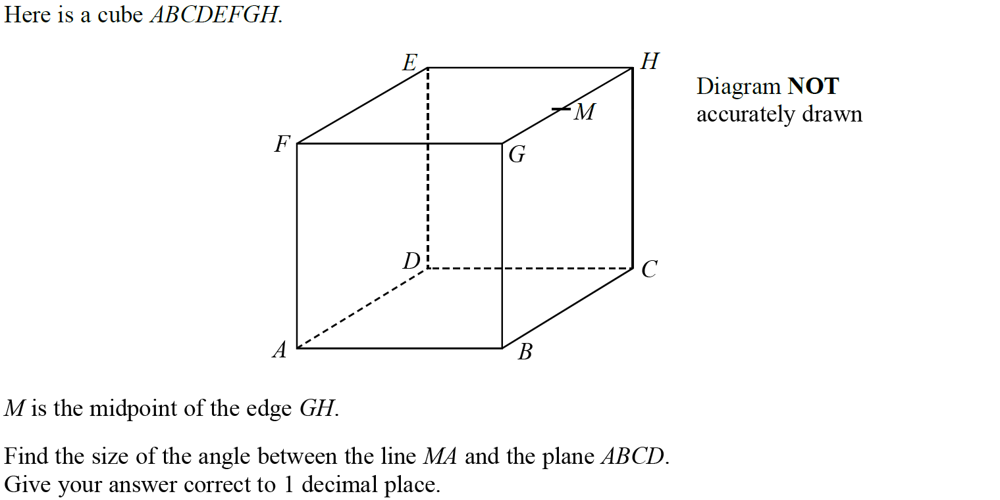 Here is a cube ABCDEFGH.
E
H
Diagram NOT
accurately drawn
M
F
G
D
C
A
B
M is the midpoint of the edge GH.
Find the size of the angle between the line MA and the plane ABCD.
Give your answer correct to 1 decimal place.